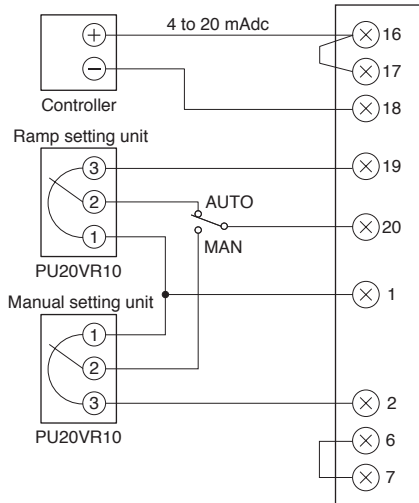 4 to 20 mAdc
+
−
Controller
16
17
18
Ramp setting unit
3
2
1
PU20VR10
19
AUTO
MAN
20
1
Manual setting unit
1
2
3
PU20VR10
2
6
7